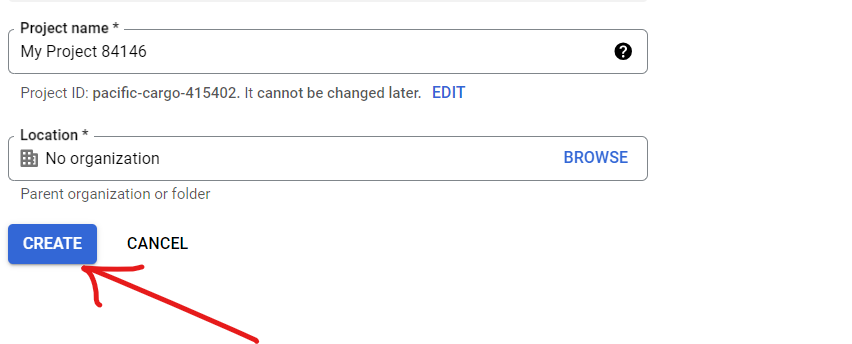 Project name *
My Project 84146
Project ID: pacific-cargo-415402. It cannot be changed later. EDIT
Location *
No organization BROWSE
Parent organization or folder
CREATE CANCEL